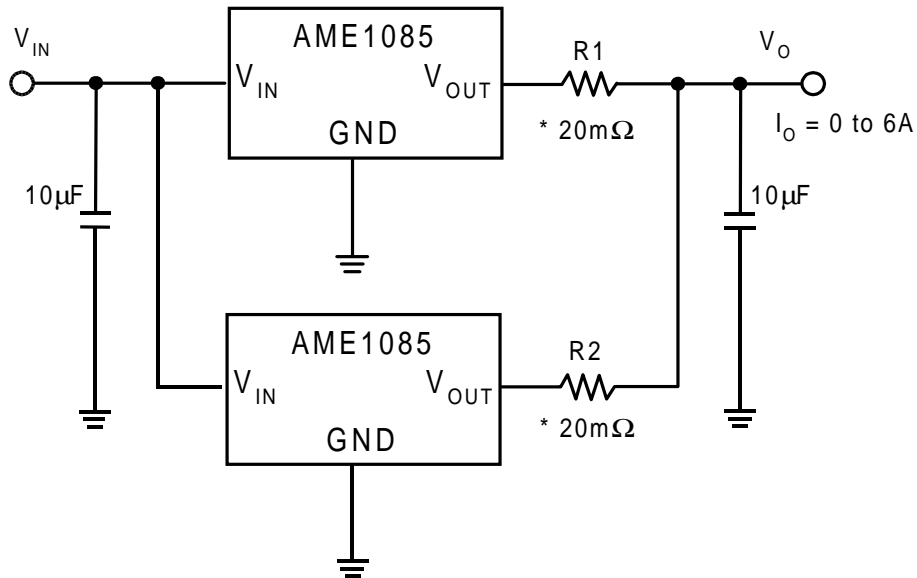 V_IN
AME1085
V_IN
V_OUT
GND
R1
* 20mΩ
V_O
I_O = 0 to 6A
10μF
10μF
AME1085
V_IN
V_OUT
GND
R2
* 20mΩ